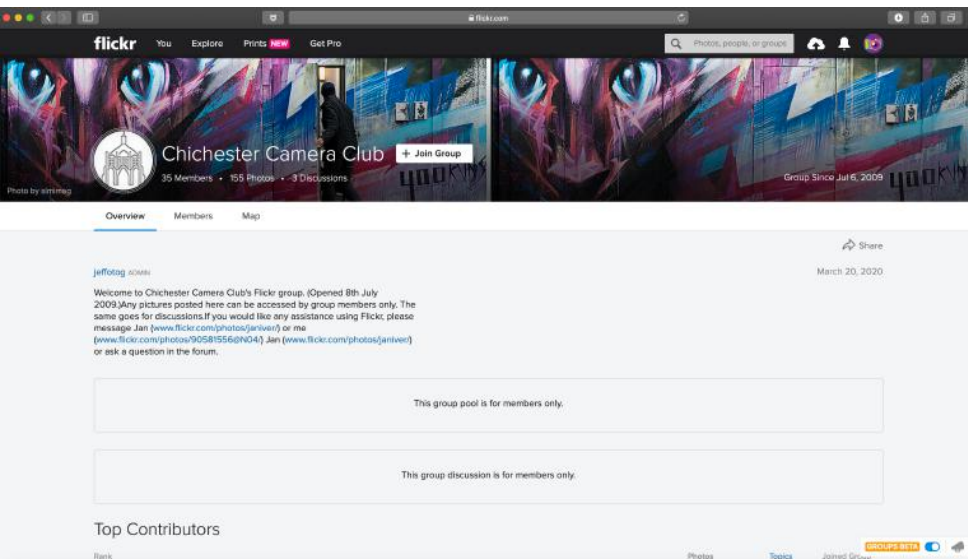 flickr.com
flickr You Explore Prints NEW Get Pro Photos, people, or groups
Chichester Camera Club + Join Group
35 Members • 155 Photos • 3 Discussions
Group Since Jul 6, 2009
Photo by simmag
Overview Members Map
Share
jeffotog ADMIN March 20, 2020
Welcome to Chichester Camera Club's Flickr group. (Opened 8th July
2009.)Any pictures posted here can be accessed by group members only. The
same goes for discussions.If you would like any assistance using Flickr, please
message Jan (www.flickr.com/photos/janiver/) or me
(www.flickr.com/photos/90581556@N04/) Jan (www.flickr.com/photos/janiver/)
or ask a question in the forum.
This group pool is for members only.
This group discussion is for members only.
Top Contributors
GROUPS BETA
Rank Photos Topics Joined Group